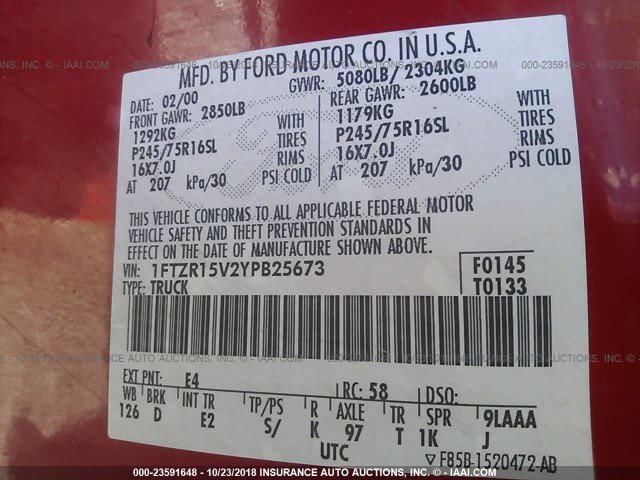 MFD. BY FORD MOTOR CO. IN U.S.A.
DATE: 02/00 GVWR: 5080LB/ 2304KG
FRONT GAWR: 2850LB REAR GAWR: 2600LB
1292KG WITH 1179KG WITH
P245/75R16SL TIRES P245/75R16SL TIRES
16X7.0J RIMS 16X7.0J RIMS
AT 207 kPa/30 PSI COLD AT 207 kPa/30 PSI COLD
THIS VEHICLE CONFORMS TO ALL APPLICABLE FEDERAL MOTOR
VEHICLE SAFETY AND THEFT PREVENTION STANDARDS IN
EFFECT ON THE DATE OF MANUFACTURE SHOWN ABOVE.
VIN: 1FTZR15V2YPB25673 F0145
TYPE: TRUCK T0133
EXT PNT: E4 RC: 58 DSO:
WB BRK INT TR TP/PS R AXLE TR SPR 9LAAA
126 D E2 S/ K 97 T 1K J
UTC F85B-1520472-AB
000-23591648 - 10/23/2018 INSURANCE AUTO AUCTIONS, INC. - IAAI.COM